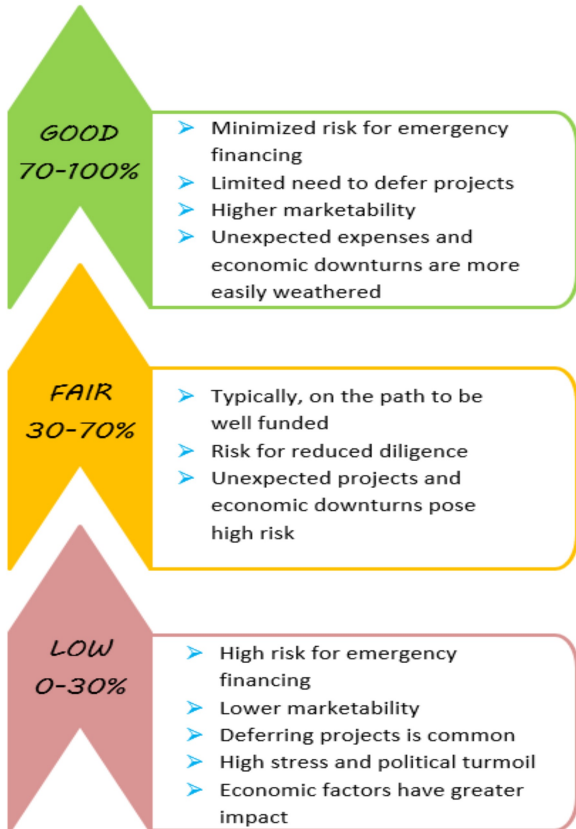 GOOD
70-100%
➤ Minimized risk for emergency
financing
➤ Limited need to defer projects
➤ Higher marketability
➤ Unexpected expenses and
economic downturns are more
easily weathered
FAIR
30-70%
➤ Typically, on the path to be
well funded
➤ Risk for reduced diligence
➤ Unexpected projects and
economic downturns pose
high risk
LOW
0-30%
➤ High risk for emergency
financing
➤ Lower marketability
➤ Deferring projects is common
➤ High stress and political turmoil
➤ Economic factors have greater
impact